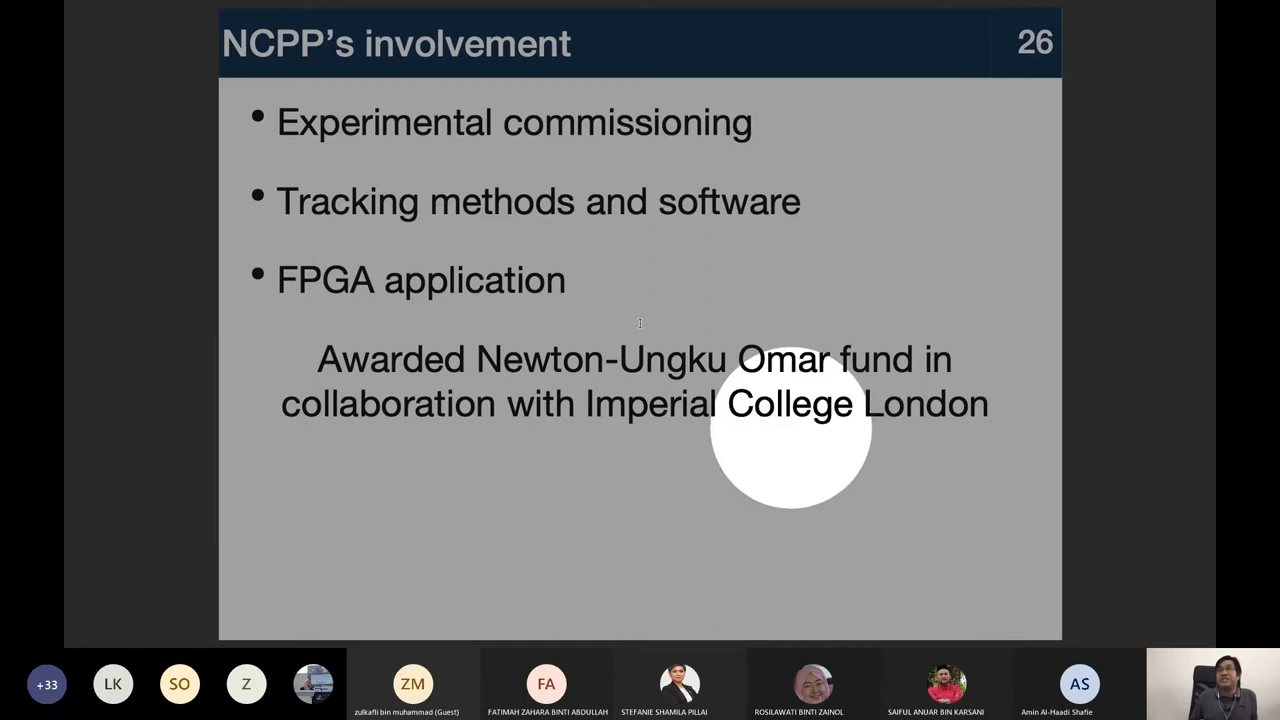 NCPP’s involvement
26
• Experimental commissioning
• Tracking methods and software
• FPGA application
Awarded Newton-Ungku Omar fund in
collaboration with Imperial College London
+33
LK
SO
Z
ZM
FA
AS
zulkafli bin muhammad (Guest)
FATIMAH ZAHARA BINTI ABDULLAH
STEFANIE SHAMILA PILLAI
ROSILAWATI BINTI ZAINOL
SAIFUL ANUAR BIN KARSANI
Amin Al-Haadi Shafie